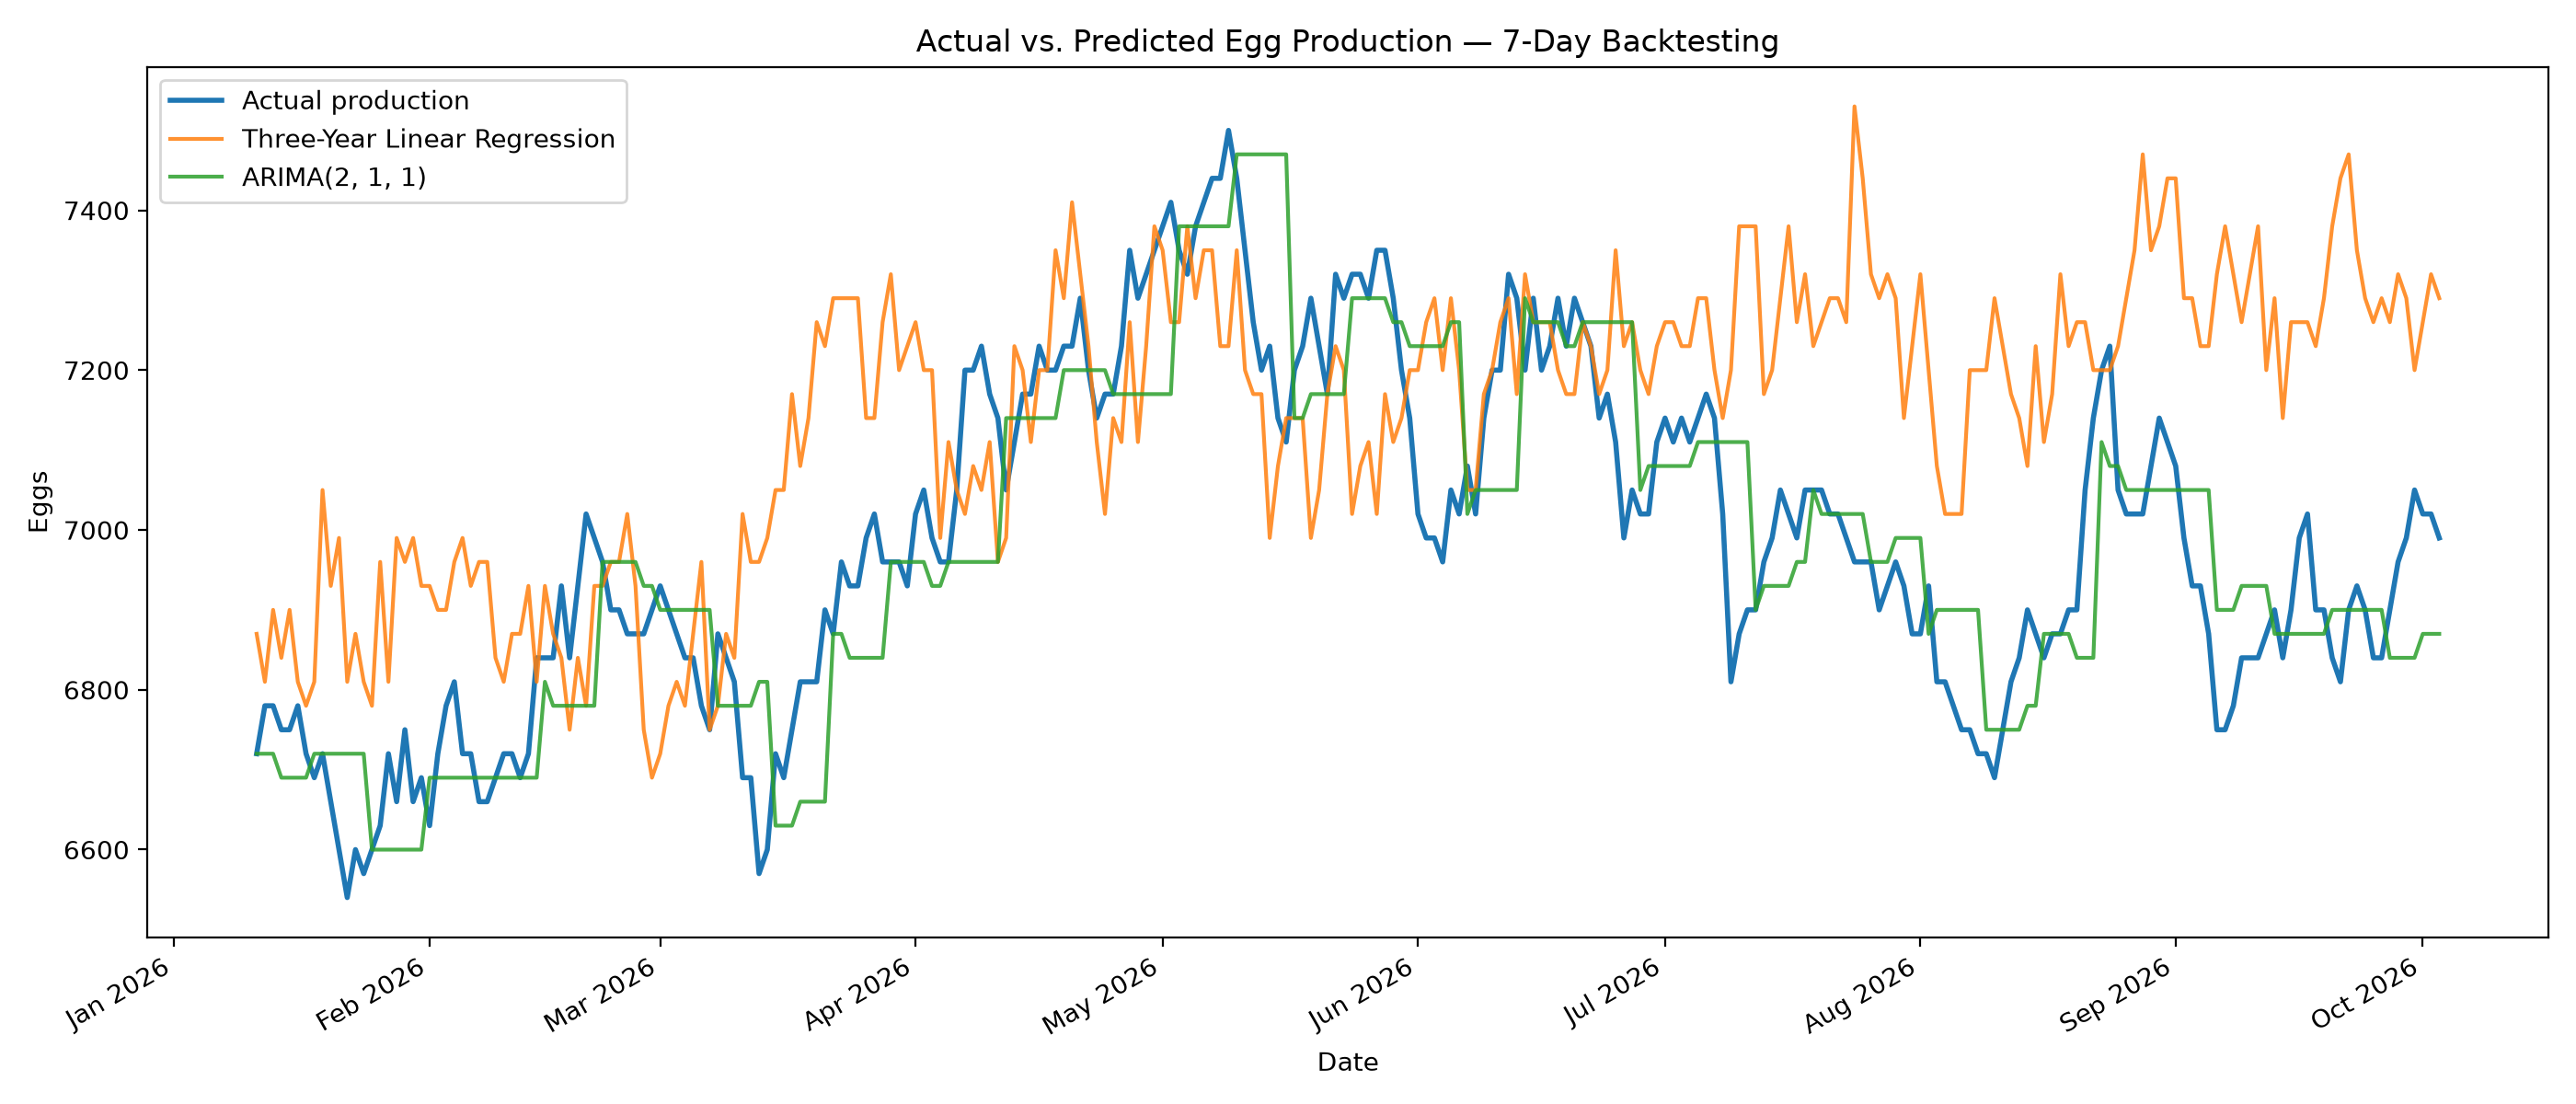 Actual vs. Predicted Egg Production — 7-Day Backtesting
Actual production
Three-Year Linear Regression
ARIMA(2, 1, 1)
Eggs
7400
7200
7000
6800
6600
Jan 2026
Feb 2026
Mar 2026
Apr 2026
May 2026
Jun 2026
Jul 2026
Aug 2026
Sep 2026
Oct 2026
Date